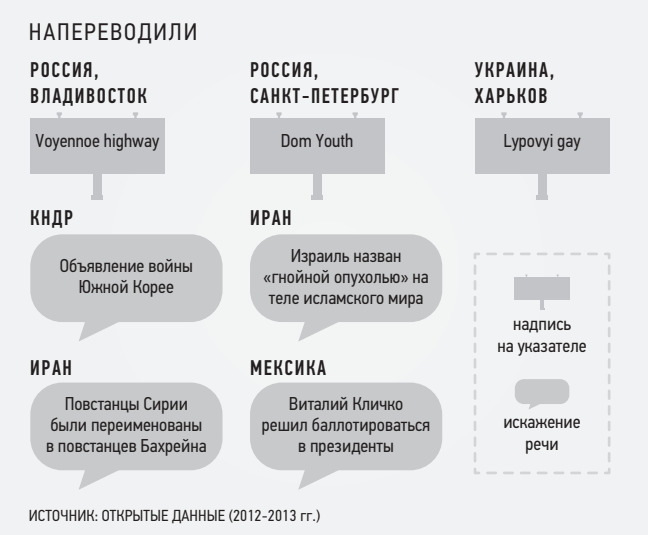 НАПЕРЕВОДИЛИ
РОССИЯ,
ВЛАДИВОСТОК
Voyennoe highway
РОССИЯ,
САНКТ-ПЕТЕРБУРГ
Dom Youth
УКРАИНА,
ХАРЬКОВ
Lypovyi gay
КНДР
Объявление войны
Южной Корее
ИРАН
Израиль назван
«гнойной опухолью» на
теле исламского мира
ИРАН
Повстанцы Сирии
были переименованы
в повстанцев Бахрейна
МЕКСИКА
Виталий Кличко
решил баллотироваться
в президенты
надпись
на указателе
искажение
речи
ИСТОЧНИК: ОТКРЫТЫЕ ДАННЫЕ (2012-2013 гг.)